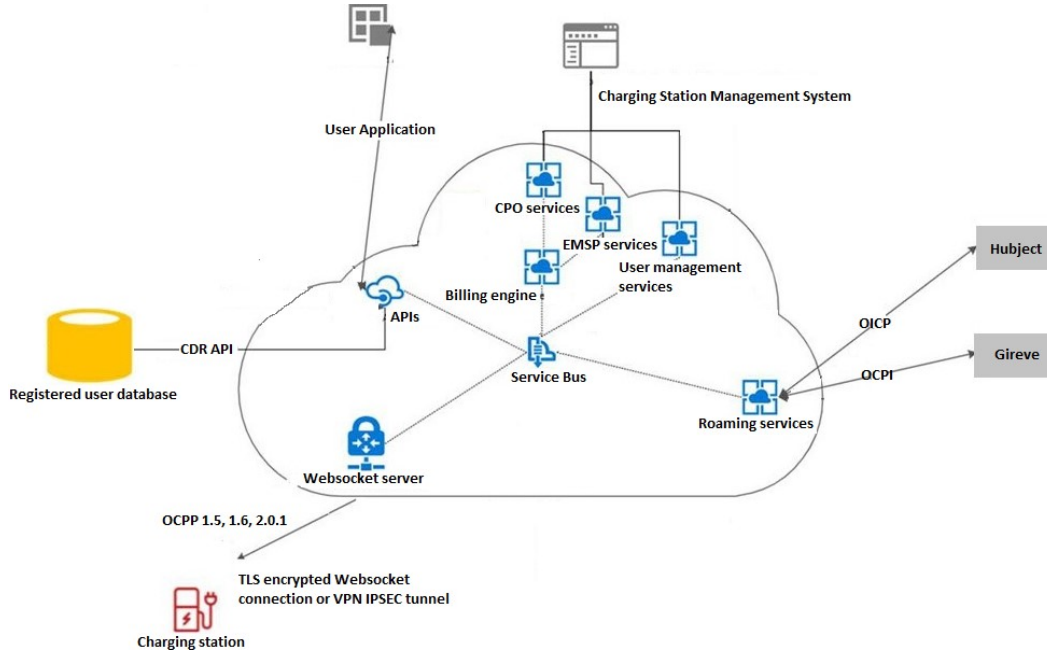 Charging Station Management System
User Application
CPO services
EMSP services
User management
services
Billing engine
APIs
Hubject
OICP
Gireve
OCPI
CDR API
Registered user database
Service Bus
Roaming services
Websocket server
OCPP 1.5, 1.6, 2.0.1
TLS encrypted Websocket
connection or VPN IPSEC tunnel
Charging station